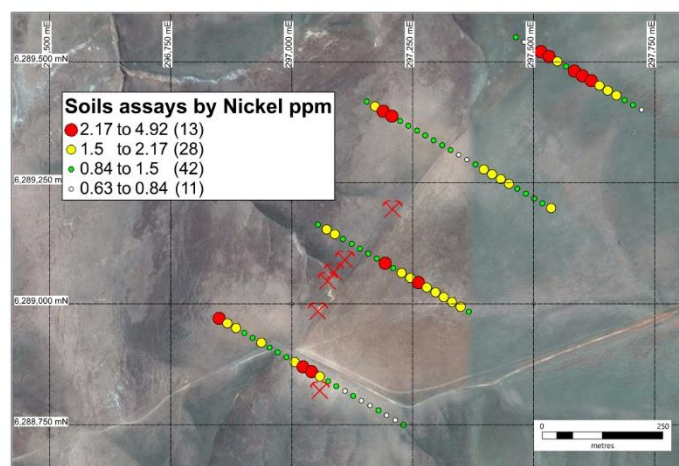 296,500 mE
296,750 mE
297,000 mE
297,250 mE
297,500 mE
297,750 mE
6,289,500 mN
Soils assays by Nickel ppm
2.17 to 4.92 (13)
1.5 to 2.17 (28)
0.84 to 1.5 (42)
0.63 to 0.84 (11)
6,289,250 mN
6,289,000 mN
6,288,750 mN
0 250
metres